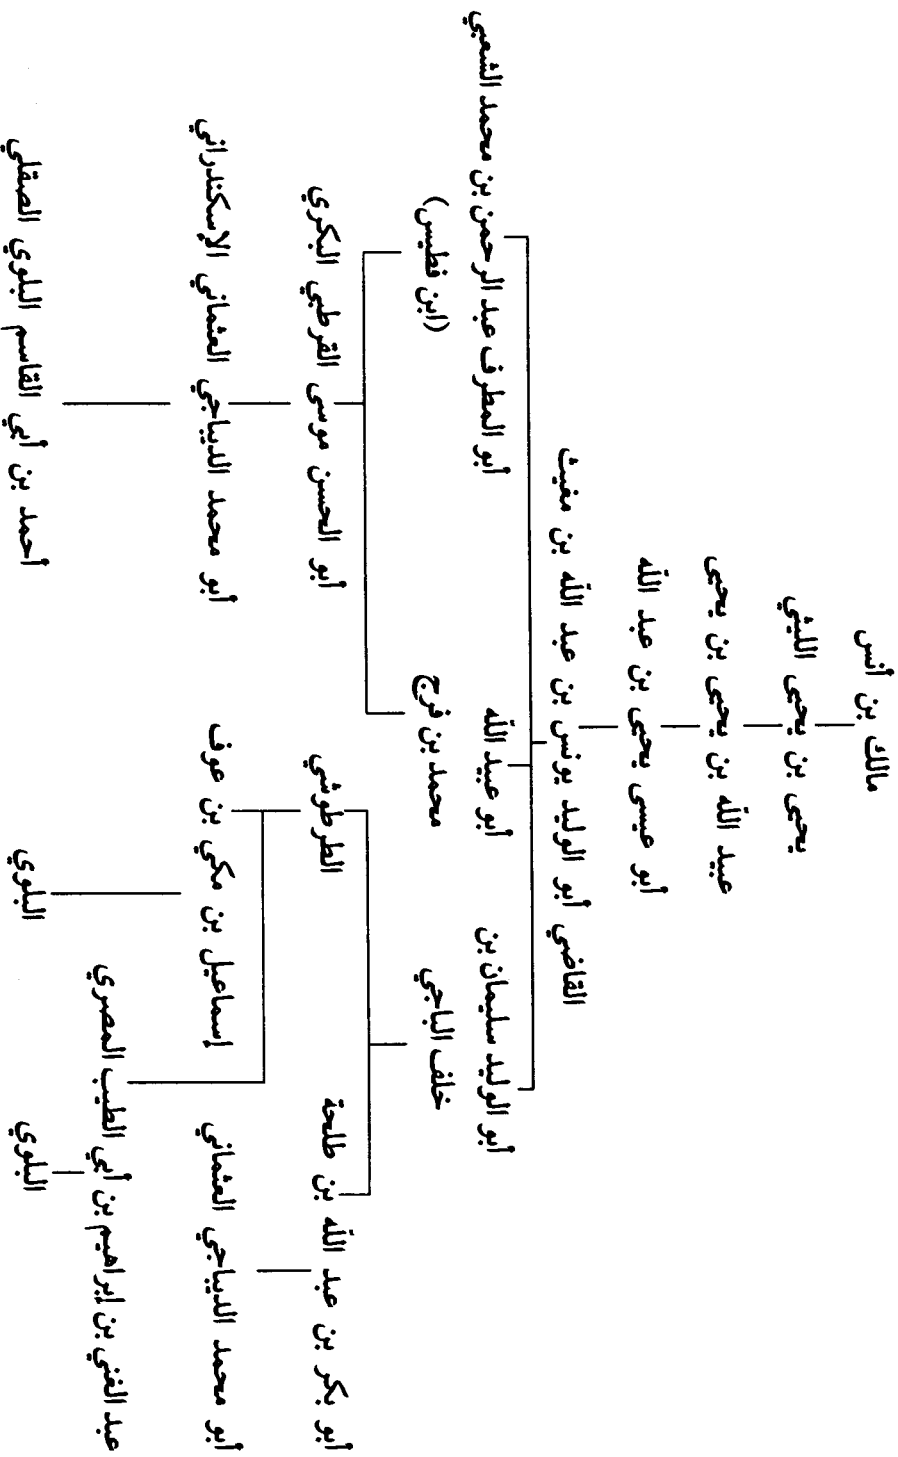 مالك بن أنس
يحيى بن يحيى الليثي
عبيد الله بن يحيى بن يحيى
أبو عيسى يحيى بن عبد الله
القاضي أبو الوليد يونس بن عبد الله بن مغيث
أبو الوليد سليمان بن
خلف الباجي
أبو عبيد الله
محمد بن فرج
أبو المطرف عبد الرحمن بن محمد الشعبي
(ابن فطيس)
أبو بكر بن عبد الله بن طلحة
الطرطوشي
أبو الحسن موسى القرطبي البكري
أبو محمد الديباجي العثماني
إسماعيل بن مكي بن عوف
أبو محمد الديباجي العثماني الإسكندراني
عبد الغني بن إبراهيم بن أبي الطيب المصري
البلوي
البلوي
أحمد بن أبي القاسم البلوي الصقلي